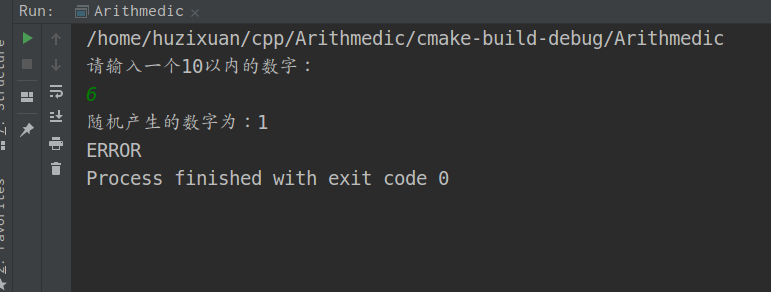 Run: Arithmedic
/home/huzixuan/cpp/Arithmedic/cmake-build-debug/Arithmedic
请输入一个10以内的数字：
6
随机产生的数字为：1
ERROR
Process finished with exit code 0
Z: Structure
2: Favorites